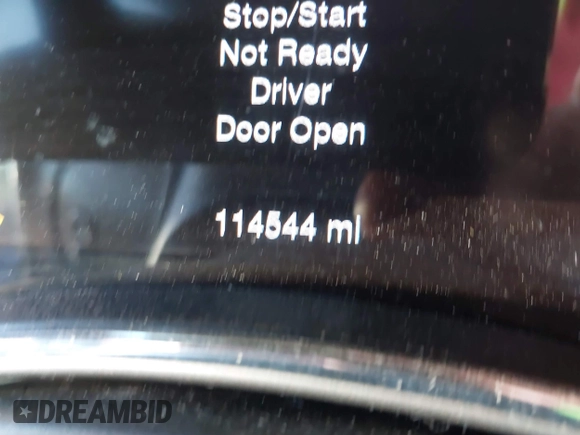 Stop/Start
Not Ready
Driver
Door Open
114544 mi
DREAMBID